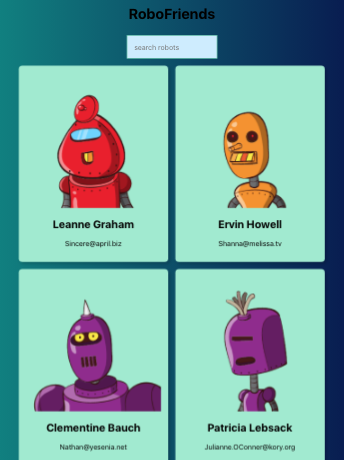 RoboFriends
search robots
Leanne Graham
Sincere@april.biz
Ervin Howell
Shanna@melissa.tv
Clementine Bauch
Nathan@yesenia.net
Patricia Lebsack
Julianne.OConner@kory.org